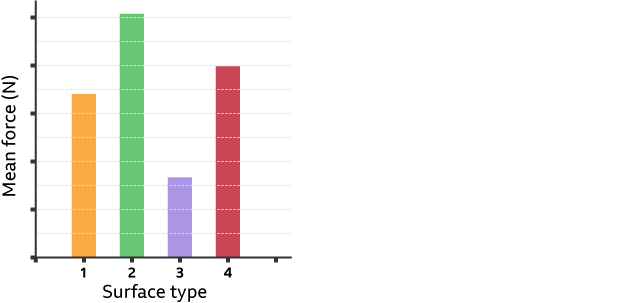 Mean force (N)
1 2 3 4
Surface type